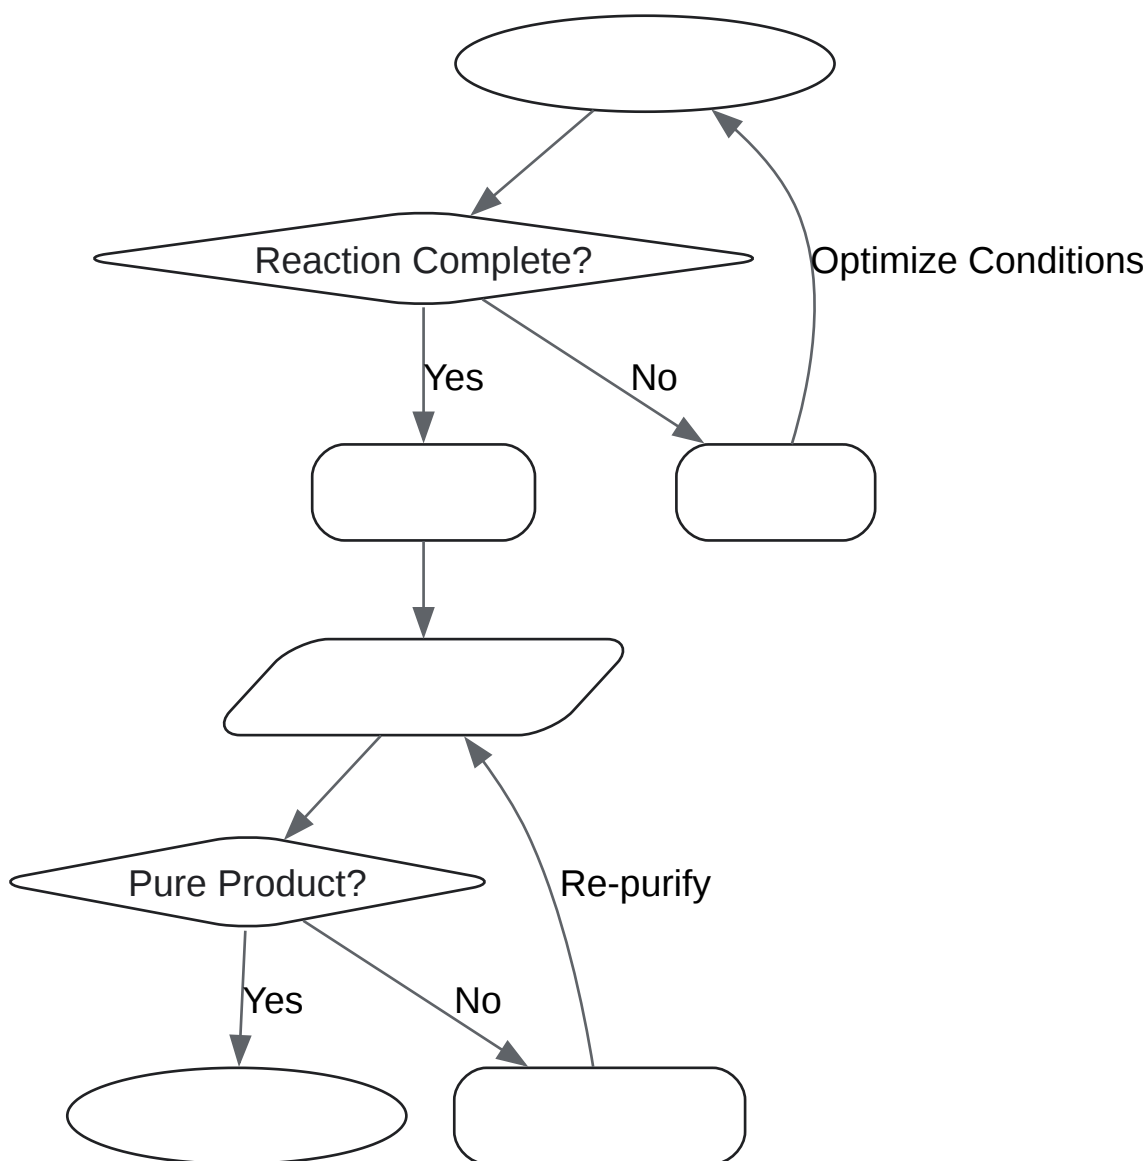 Reaction Complete?
Optimize Conditions
Yes
No
Pure Product?
Re-purify
Yes
No